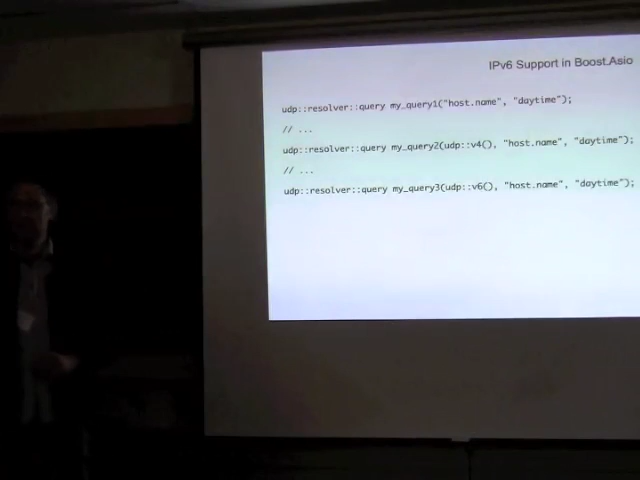 IPv6 Support in Boost.Asio
udp::resolver::query my_query1("host.name", "daytime");
// ...
udp::resolver::query my_query2(udp::v4(), "host.name", "daytime");
// ...
udp::resolver::query my_query3(udp::v6(), "host.name", "daytime");